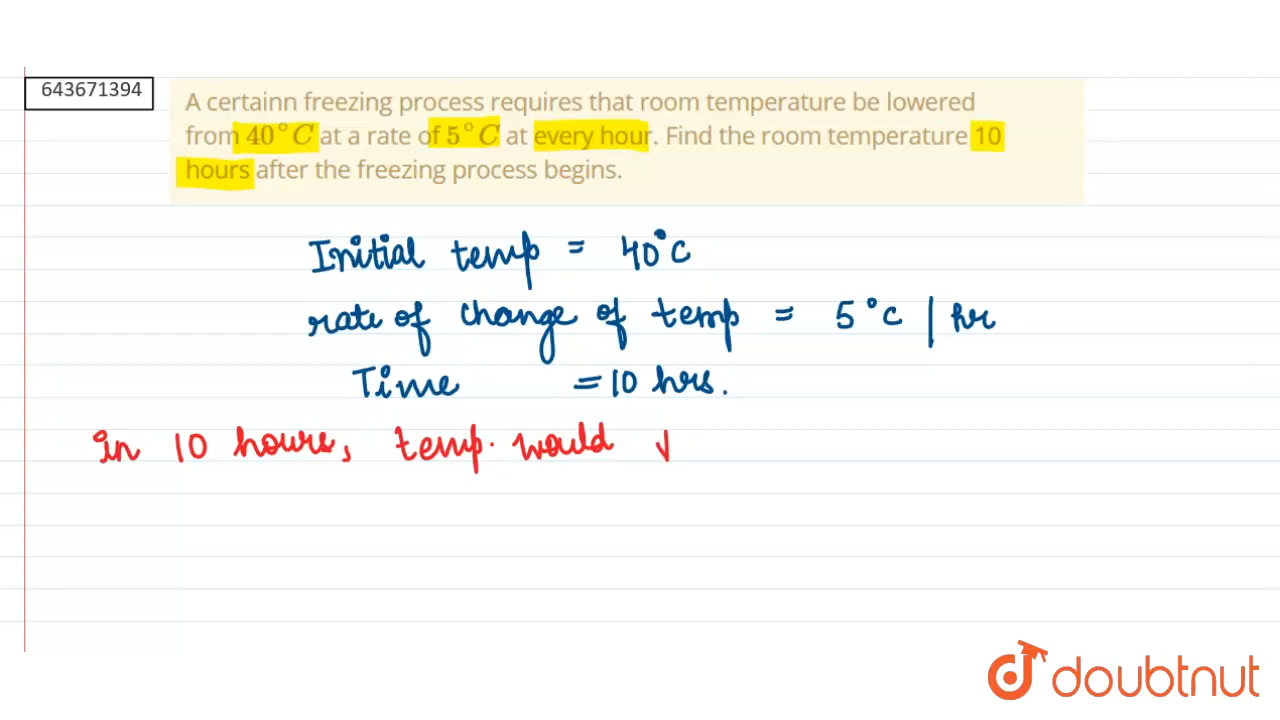 643671394
A certainn freezing process requires that room temperature be lowered
from 40°C at a rate of 5°C at every hour. Find the room temperature 10
hours after the freezing process begins.
Initial temp = 40°C
rate of change of temp = 5°C | hr
Time = 10 hrs.
in 10 hours, temp. would
doubtnut